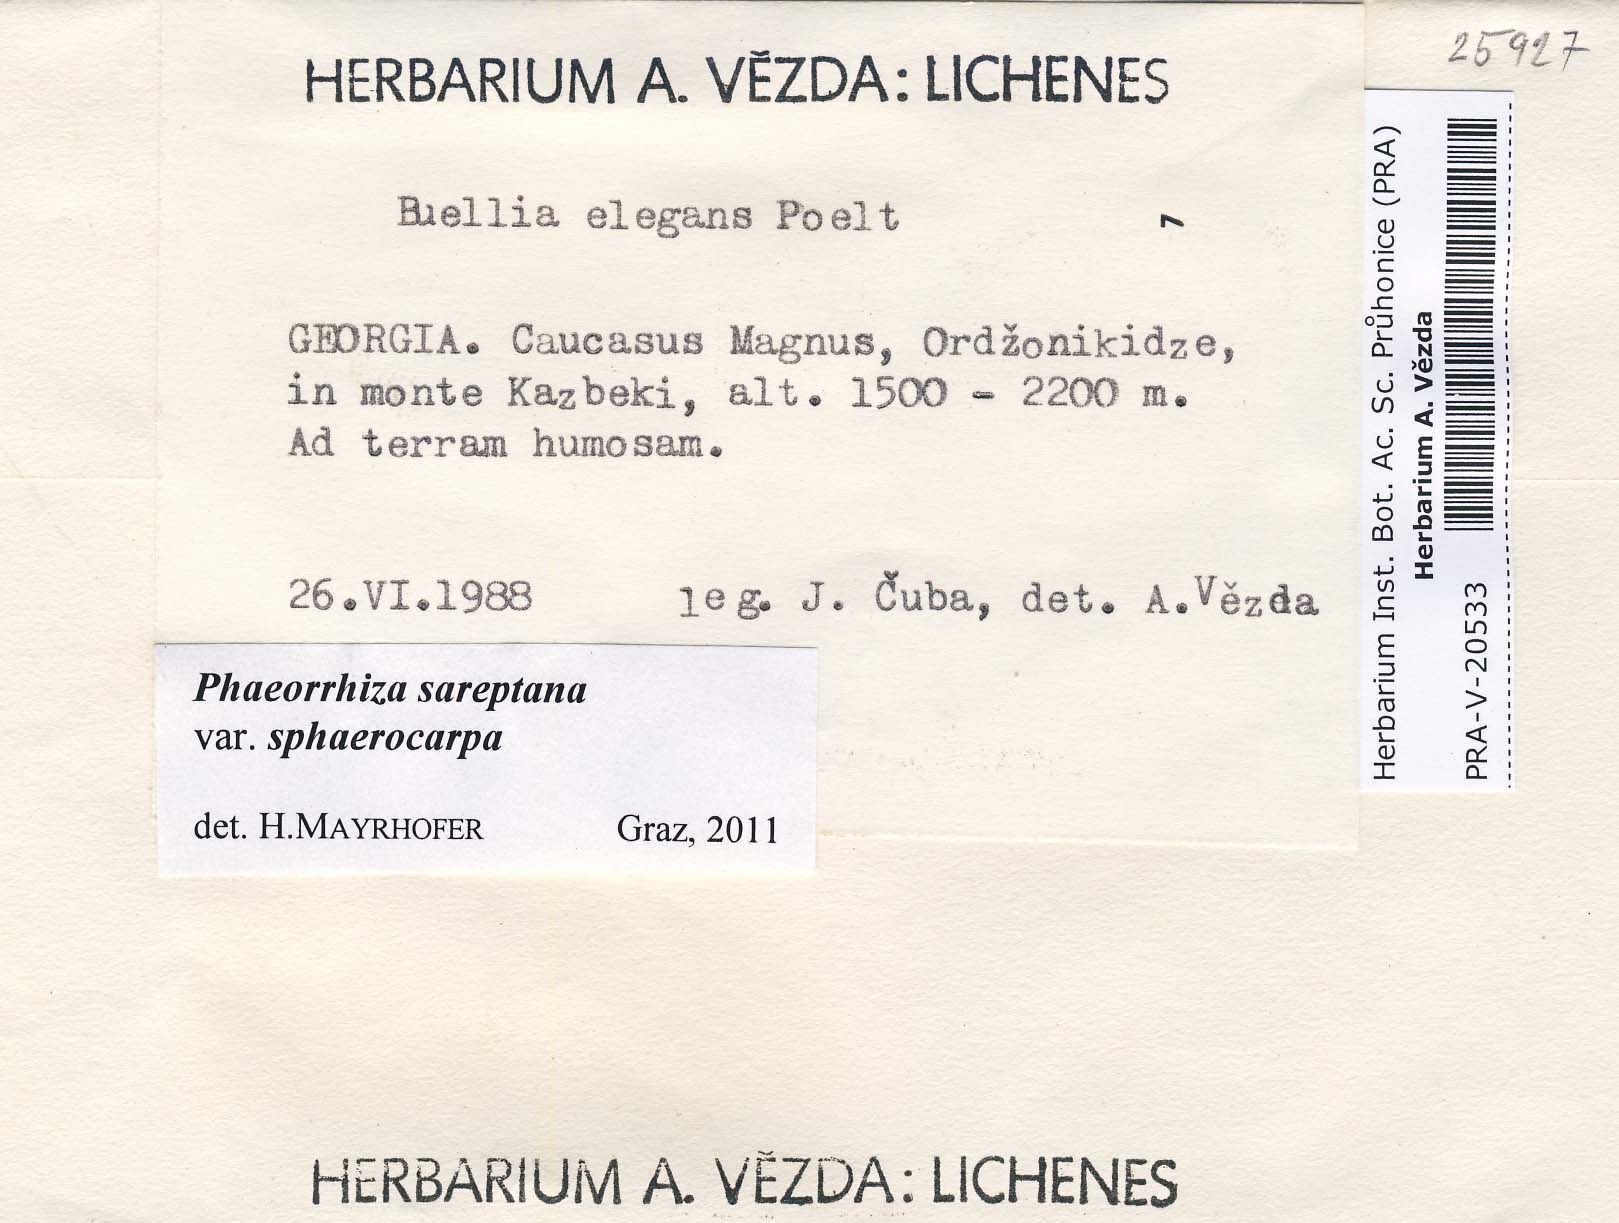 25927
HERBARIUM A. VĚZDA: LICHENES
Buellia elegans Poelt 7
GEORGIA. Caucasus Magnus, Ordžonikidze,
in monte Kazbeki, alt. 1500 - 2200 m.
Ad terram humosam.
26.VI.1988 leg. J. Čuba, det. A.Vězda
Phaeorrhiza sareptana
var. sphaerocarpa
det. H.MAYRHOFER Graz, 2011
Herbarium Inst. Bot. Ac. Sc. Průhonice (PRA)
Herbarium A. Vězda
PRA-V-20533
HERBARIUM A. VĚZDA: LICHENES